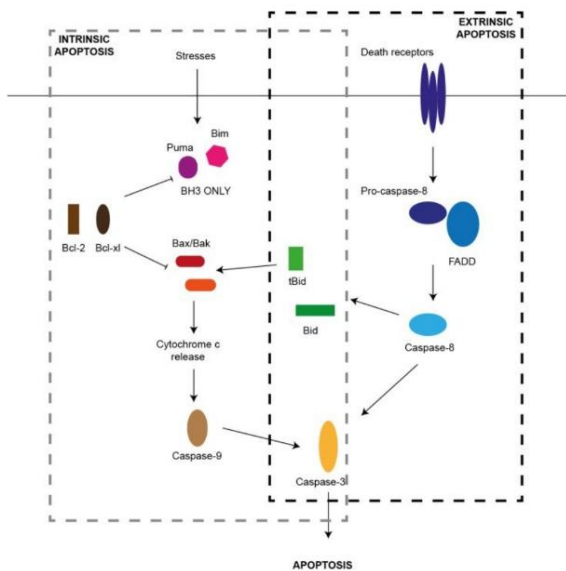 EXTRINSIC
APOPTOSIS
INTRINSIC
APOPTOSIS
Stresses
Death receptors
Bim
Puma
BH3 ONLY
Pro-caspase-8
FADD
Bcl-2
Bcl-xl
Bax/Bak
tBid
Bid
Caspase-8
Cytochrome c
release
Caspase-9
Caspase-3
APOPTOSIS